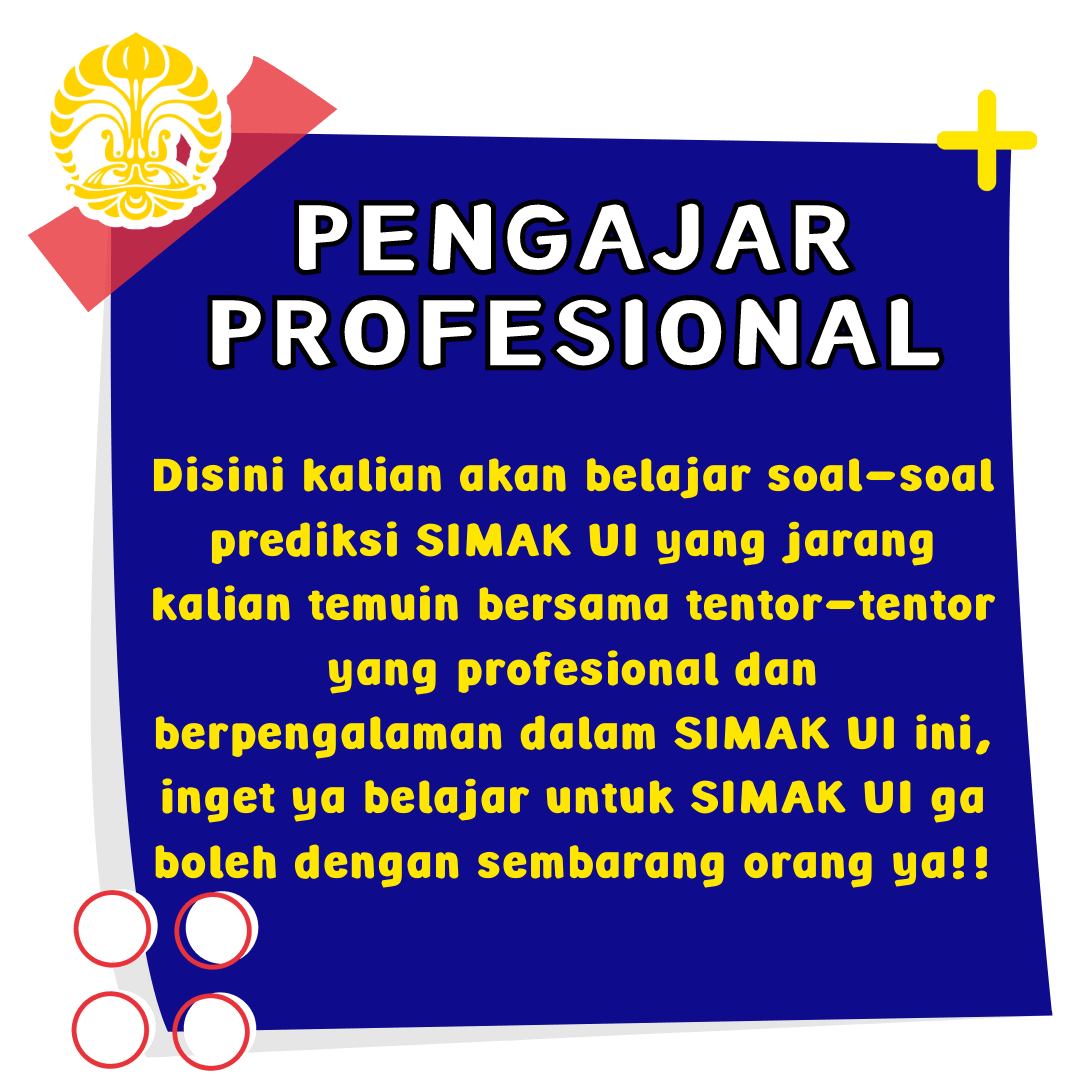 PENGAJAR
PROFESIONAL
Disini kalian akan belajar soal-soal
prediksi SIMAK UI yang jarang
kalian temuin bersama tentor-tentor
yang profesional dan
berpengalaman dalam SIMAK UI ini,
inget ya belajar untuk SIMAK UI ga
boleh dengan sembarang orang ya!!